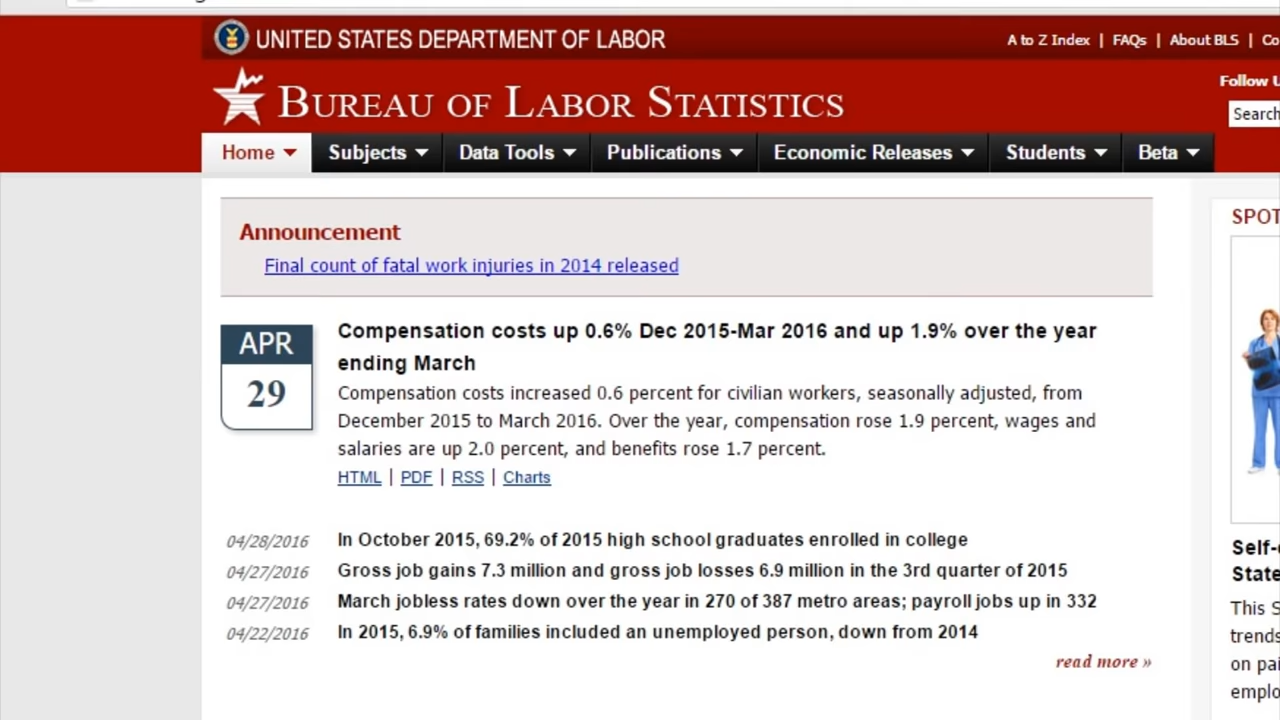 UNITED STATES DEPARTMENT OF LABOR
A to Z Index | FAQs | About BLS |
BUREAU OF LABOR STATISTICS
Follow
Search
Home Subjects Data Tools Publications Economic Releases Students Beta
Announcement
Final count of fatal work injuries in 2014 released
APR
29
Compensation costs up 0.6% Dec 2015-Mar 2016 and up 1.9% over the year
ending March
Compensation costs increased 0.6 percent for civilian workers, seasonally adjusted, from
December 2015 to March 2016. Over the year, compensation rose 1.9 percent, wages and
salaries are up 2.0 percent, and benefits rose 1.7 percent.
HTML | PDF | RSS | Charts
04/28/2016 In October 2015, 69.2% of 2015 high school graduates enrolled in college
04/27/2016 Gross job gains 7.3 million and gross job losses 6.9 million in the 3rd quarter of 2015
04/27/2016 March jobless rates down over the year in 270 of 387 metro areas; payroll jobs up in 332
04/22/2016 In 2015, 6.9% of families included an unemployed person, down from 2014
read more »
SPOT
Self-
State
This S
trends
on pai
emplo